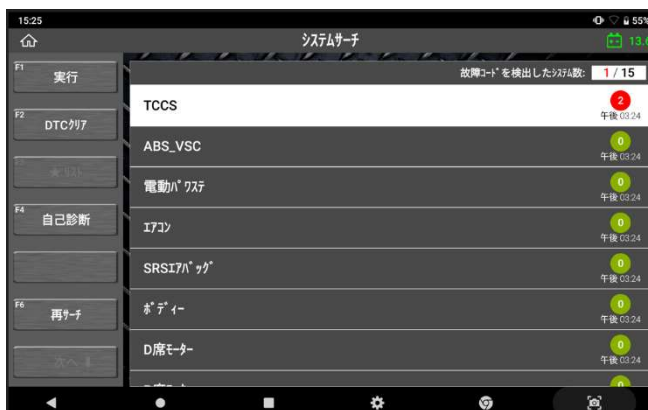 15:25
55%
システムサーチ
13.6
F1
実行
F2
DTCクリア
F4
自己診断
F6
再サーチ
次へ
故障コードを検出したシステム数: 1 / 15
TCCS
2
午後 03:24
ABS_VSC
0
午後 03:24
電動パワステ
0
午後 03:24
エアコン
0
午後 03:24
SRSエアバッグ
0
午後 03:24
ボディー
0
午後 03:24
D席モーター
0
午後 03:24
0